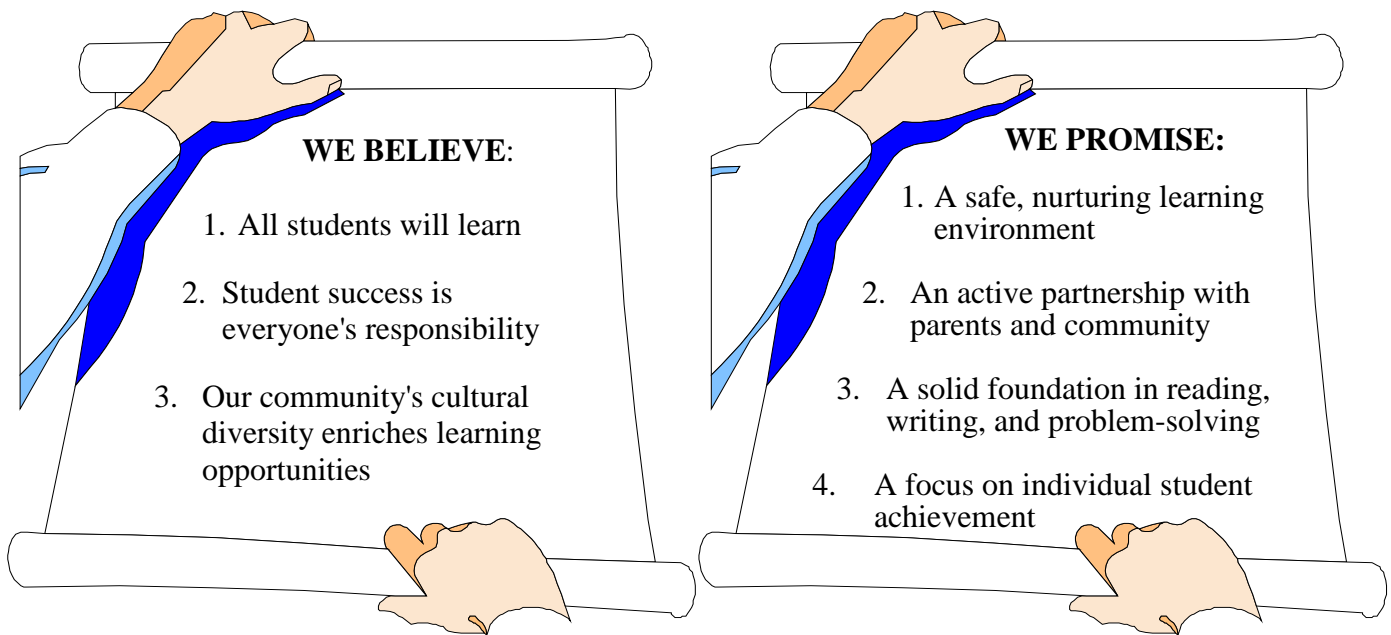 WE BELIEVE:
1. All students will learn
2. Student success is
everyone's responsibility
3. Our community's cultural
diversity enriches learning
opportunities
WE PROMISE:
1. A safe, nurturing learning
environment
2. An active partnership with
parents and community
3. A solid foundation in reading,
writing, and problem-solving
4. A focus on individual student
achievement